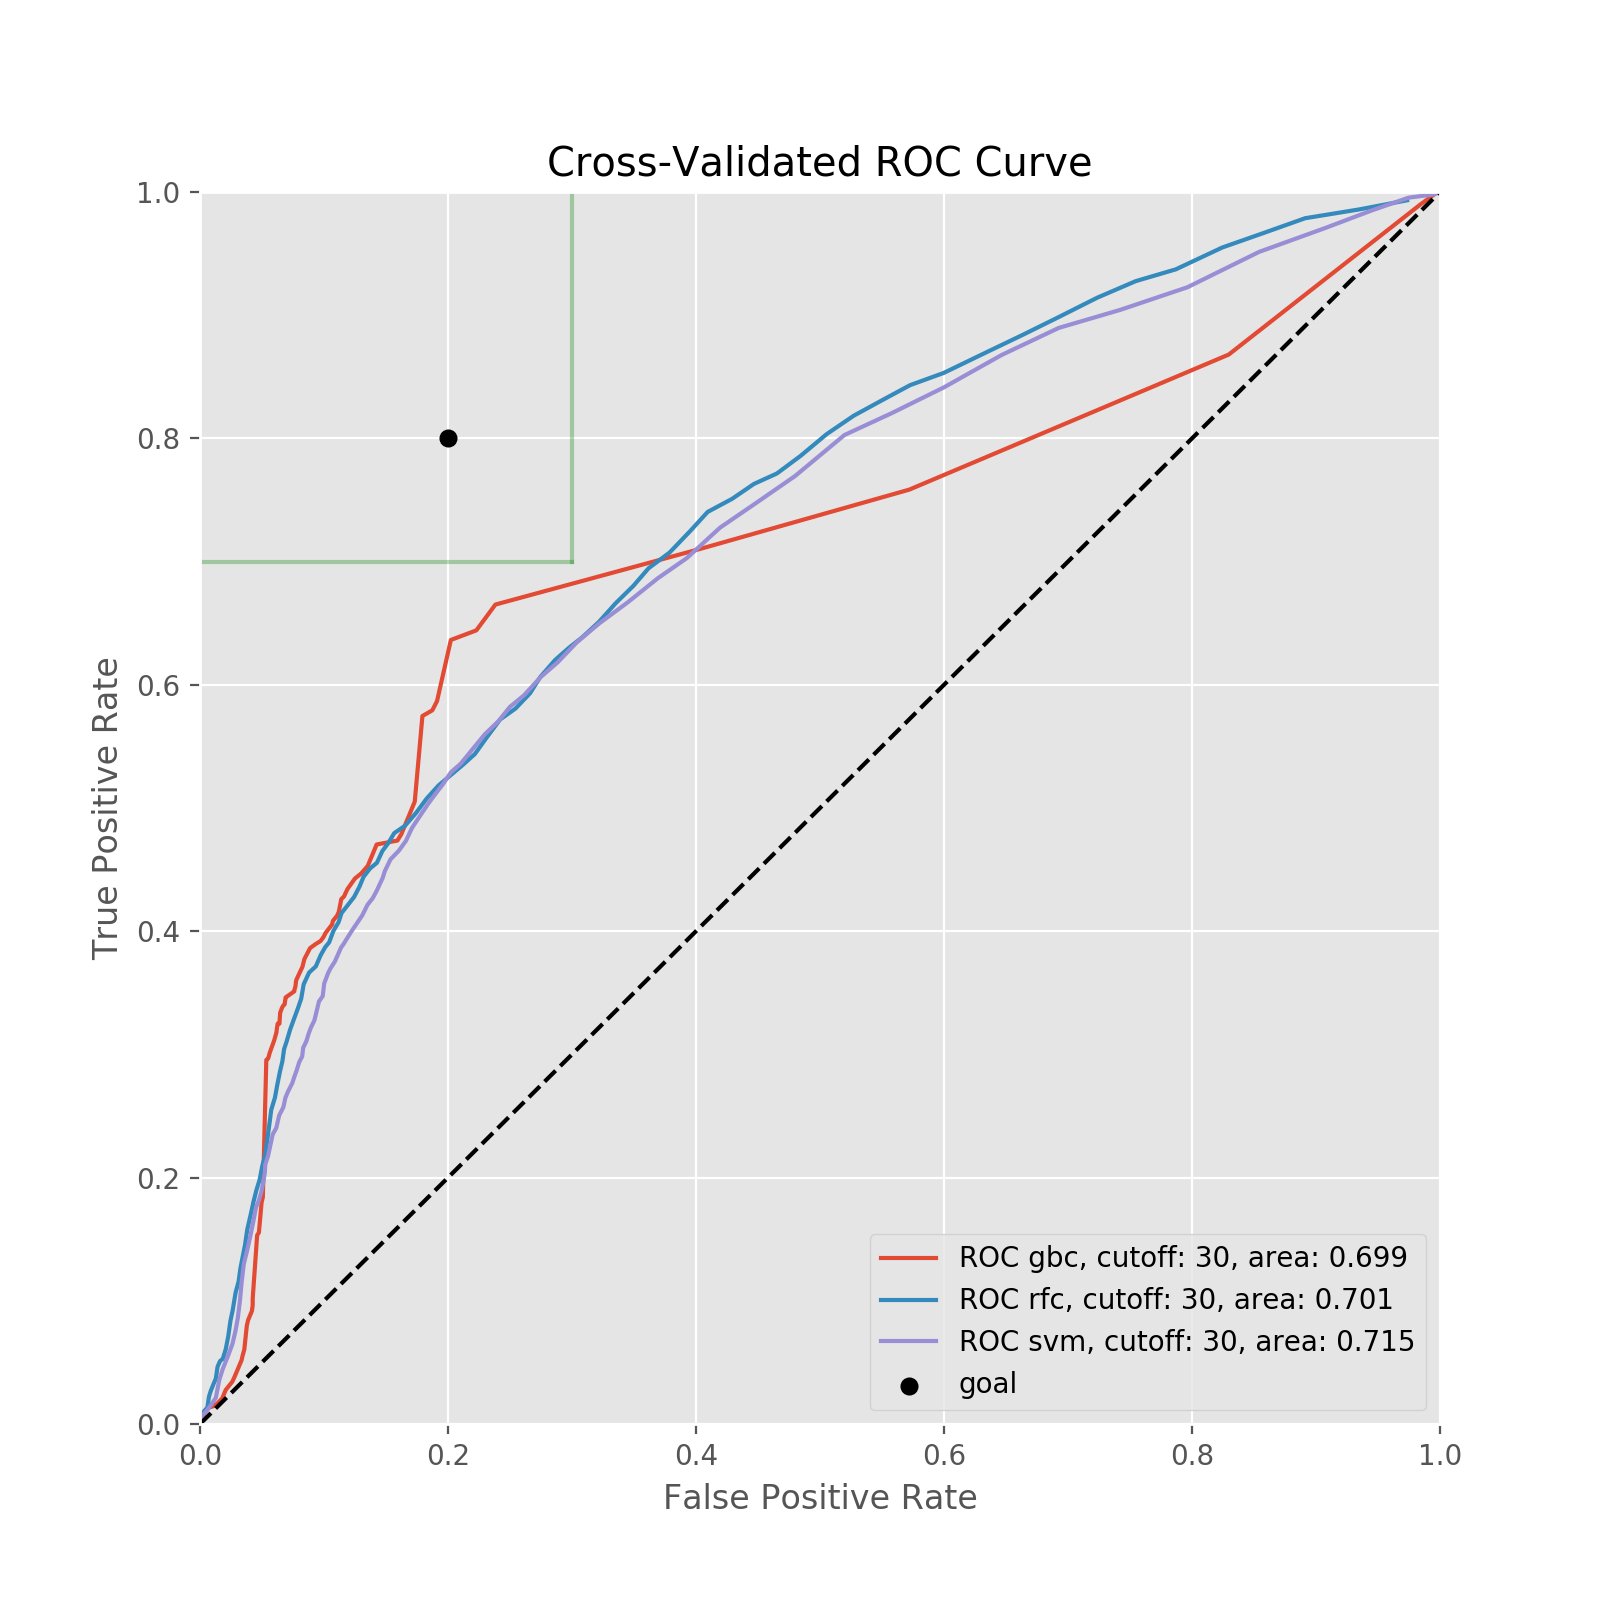 Cross-Validated ROC Curve
1.0
0.8
0.6
0.4
0.2
0.0
True Positive Rate
0.0 0.2 0.4 0.6 0.8 1.0
False Positive Rate
ROC gbc, cutoff: 30, area: 0.699
ROC rfc, cutoff: 30, area: 0.701
ROC svm, cutoff: 30, area: 0.715
goal